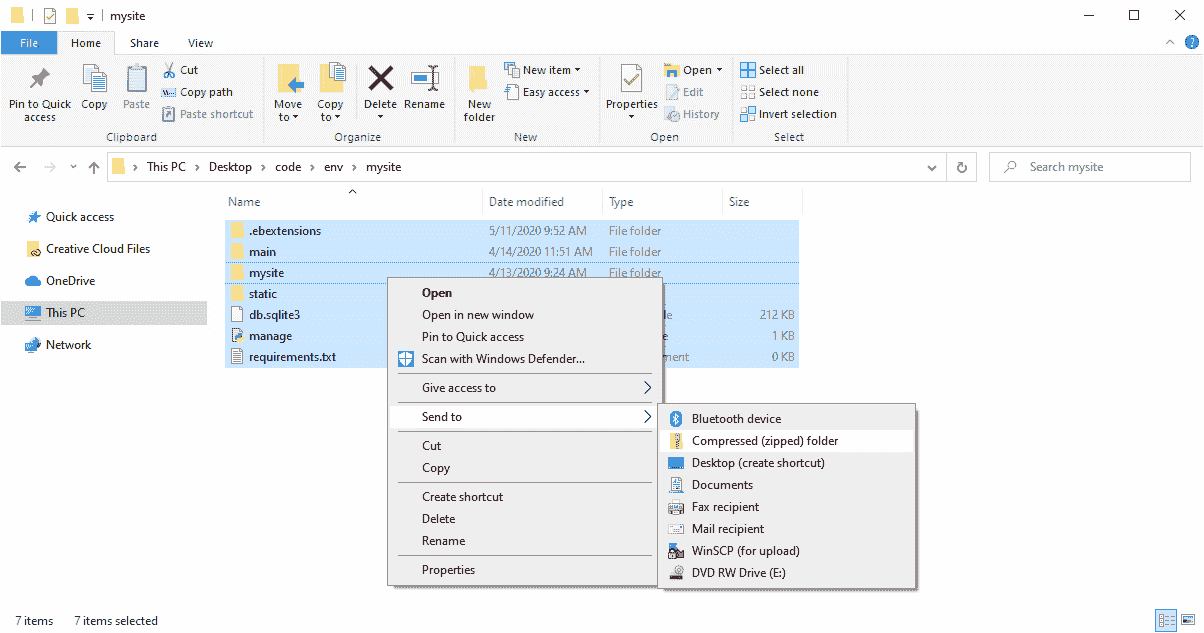 mysite
File Home Share View
Pin to Quick access
Copy
Paste
Cut
Copy path
Paste shortcut
Clipboard
Move to
Copy to
Delete
Rename
Organize
New folder
New item
Easy access
New
Properties
Open
Edit
History
Open
Select all
Select none
Invert selection
Select
This PC > Desktop > code > env > mysite
Search mysite
Quick access
Creative Cloud Files
OneDrive
This PC
Network
Name Date modified Type Size
.ebextensions 5/11/2020 9:52 AM File folder
main 4/14/2020 11:51 AM File folder
mysite 4/13/2020 9:24 AM File folder
static
db.sqlite3 212 KB
manage 1 KB
requirements.txt 0 KB
Open
Open in new window
Pin to Quick access
Scan with Windows Defender...
Give access to
Send to
Cut
Copy
Create shortcut
Delete
Rename
Properties
Bluetooth device
Compressed (zipped) folder
Desktop (create shortcut)
Documents
Fax recipient
Mail recipient
WinSCP (for upload)
DVD RW Drive (E:)
7 items 7 items selected